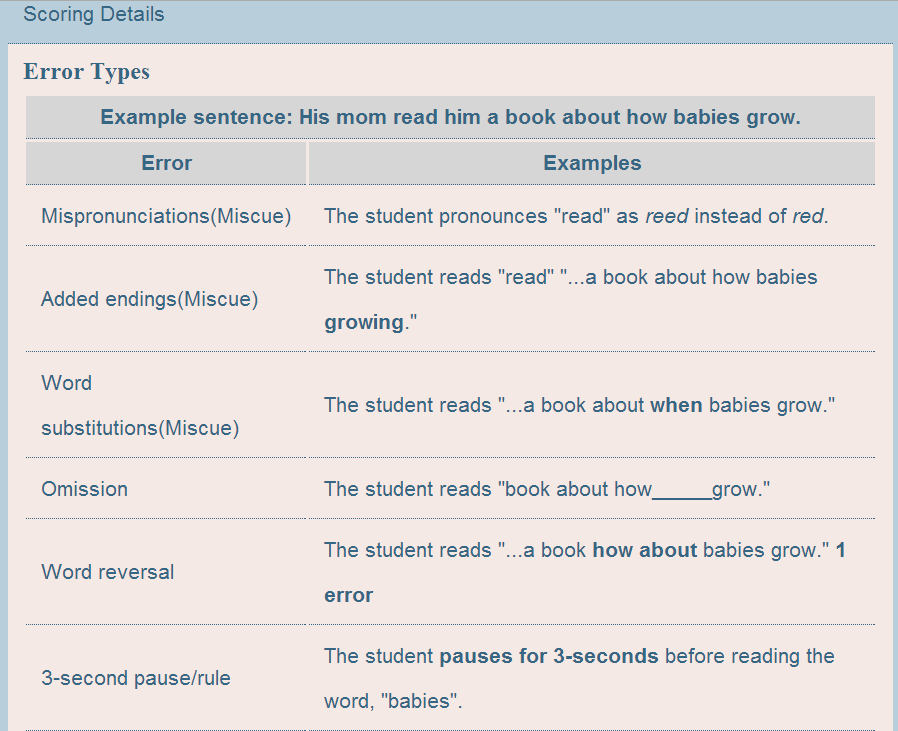 Scoring Details
Error Types
Example sentence: His mom read him a book about how babies grow.
Error
Examples
Mispronunciations(Miscue)
The student pronounces "read" as reed instead of red.
Added endings(Miscue)
The student reads "read" "...a book about how babies
growing."
Word
substitutions(Miscue)
The student reads "...a book about when babies grow."
Omission
The student reads "book about how_____grow."
Word reversal
The student reads "...a book how about babies grow." 1
error
3-second pause/rule
The student pauses for 3-seconds before reading the
word, "babies".